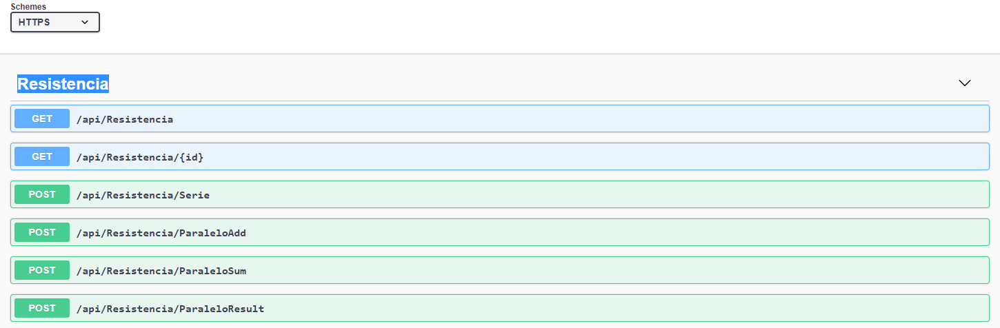 Schemes
HTTPS
Resistencia
GET /api/Resistencia
GET /api/Resistencia/{id}
POST /api/Resistencia/Serie
POST /api/Resistencia/ParaleloAdd
POST /api/Resistencia/ParaleloSum
POST /api/Resistencia/ParaleloResult